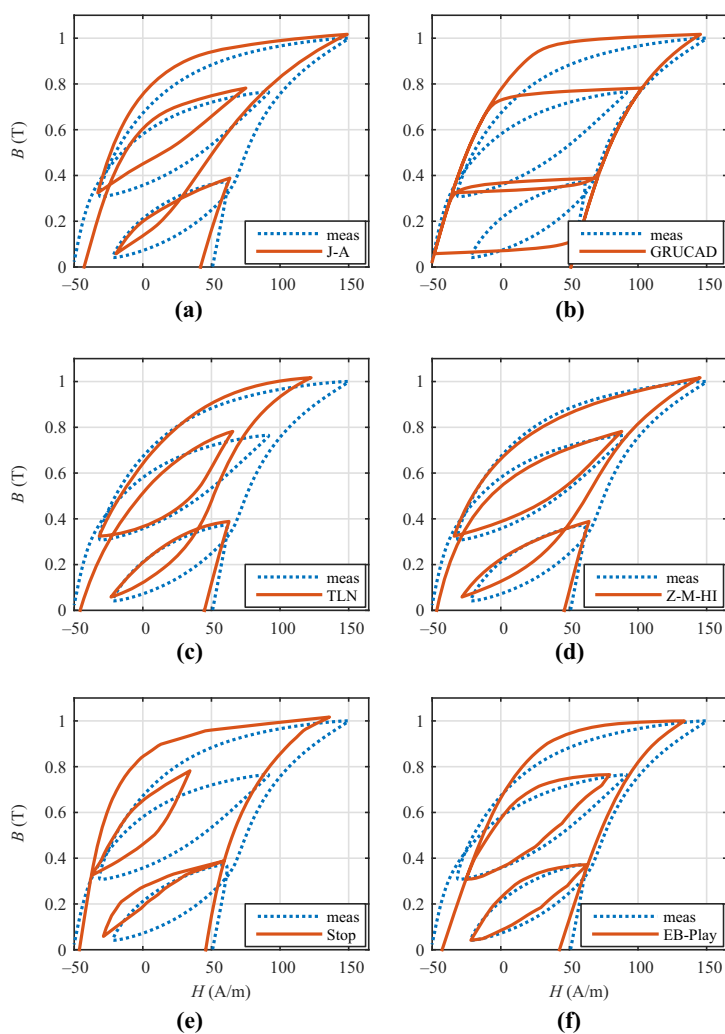 B (T)
1
0.8
0.6
0.4
0.2
0
meas
J-A
−50
0
50
100
150
(a)
1
0.8
0.6
0.4
0.2
0
meas
GRUCAD
−50
0
50
100
150
(b)
B (T)
1
0.8
0.6
0.4
0.2
0
meas
TLN
−50
0
50
100
150
(c)
1
0.8
0.6
0.4
0.2
0
meas
Z-M-HI
−50
0
50
100
150
(d)
B (T)
1
0.8
0.6
0.4
0.2
0
meas
Stop
−50
0
50
100
150
H (A/m)
(e)
1
0.8
0.6
0.4
0.2
0
meas
EB-Play
−50
0
50
100
150
H (A/m)
(f)